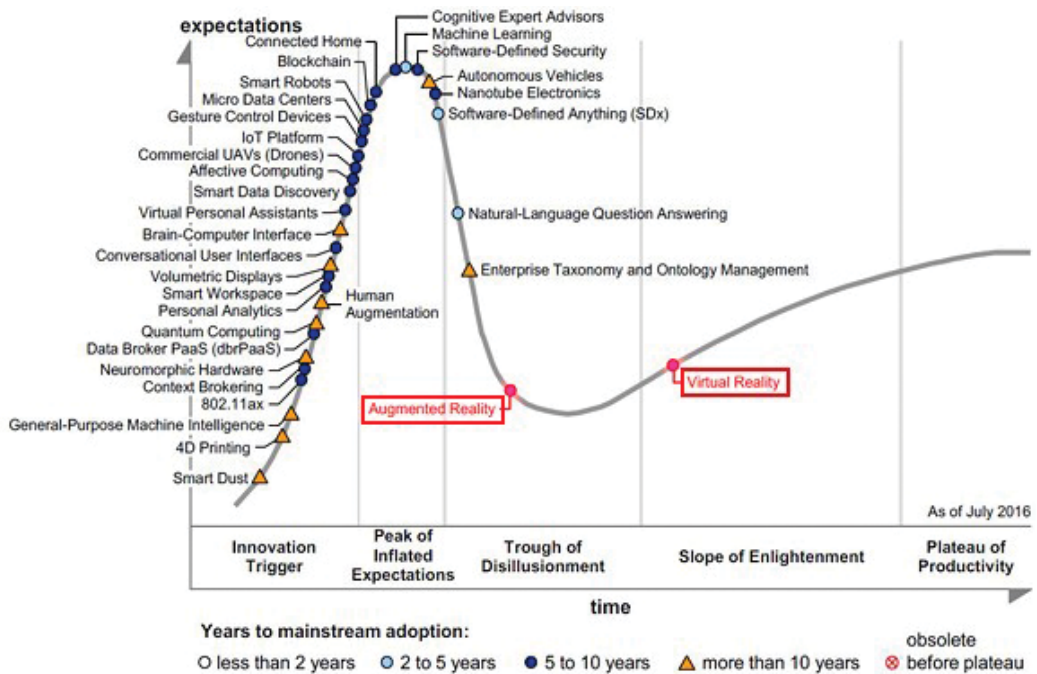 expectations
Cognitive Expert Advisors
Machine Learning
Connected Home
Software-Defined Security
Blockchain
Autonomous Vehicles
Smart Robots
Nanotube Electronics
Micro Data Centers
Gesture Control Devices
Software-Defined Anything (SDx)
IoT Platform
Commercial UAVs (Drones)
Affective Computing
Smart Data Discovery
Virtual Personal Assistants
Natural-Language Question Answering
Brain-Computer Interface
Conversational User Interfaces
Enterprise Taxonomy and Ontology Management
Volumetric Displays
Smart Workspace
Human
Augmentation
Personal Analytics
Quantum Computing
Data Broker PaaS (dbrPaaS)
Neuromorphic Hardware
Context Brokering
802.11ax
Augmented Reality
Virtual Reality
General-Purpose Machine Intelligence
4D Printing
Smart Dust
As of July 2016
Innovation
Trigger
Peak of
Inflated
Expectations
Trough of
Disillusionment
Slope of Enlightenment
Plateau of
Productivity
time
Years to mainstream adoption:
less than 2 years
2 to 5 years
5 to 10 years
more than 10 years
obsolete
before plateau